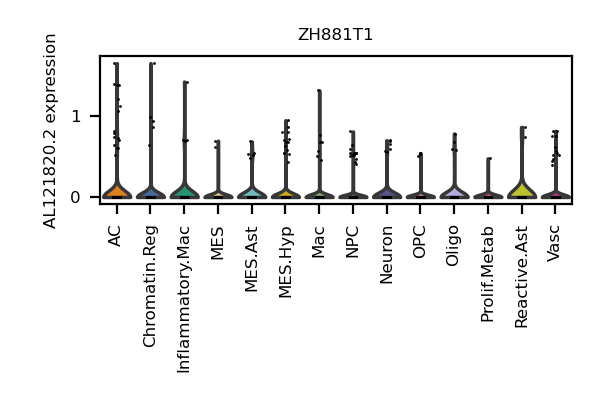 ZH881T1
AL121820.2 expression
1
0
AC
Chromatin.Reg
Inflammatory.Mac
MES
MES.Ast
MES.Hyp
Mac
NPC
Neuron
OPC
Oligo
Prolif.Metab
Reactive.Ast
Vasc